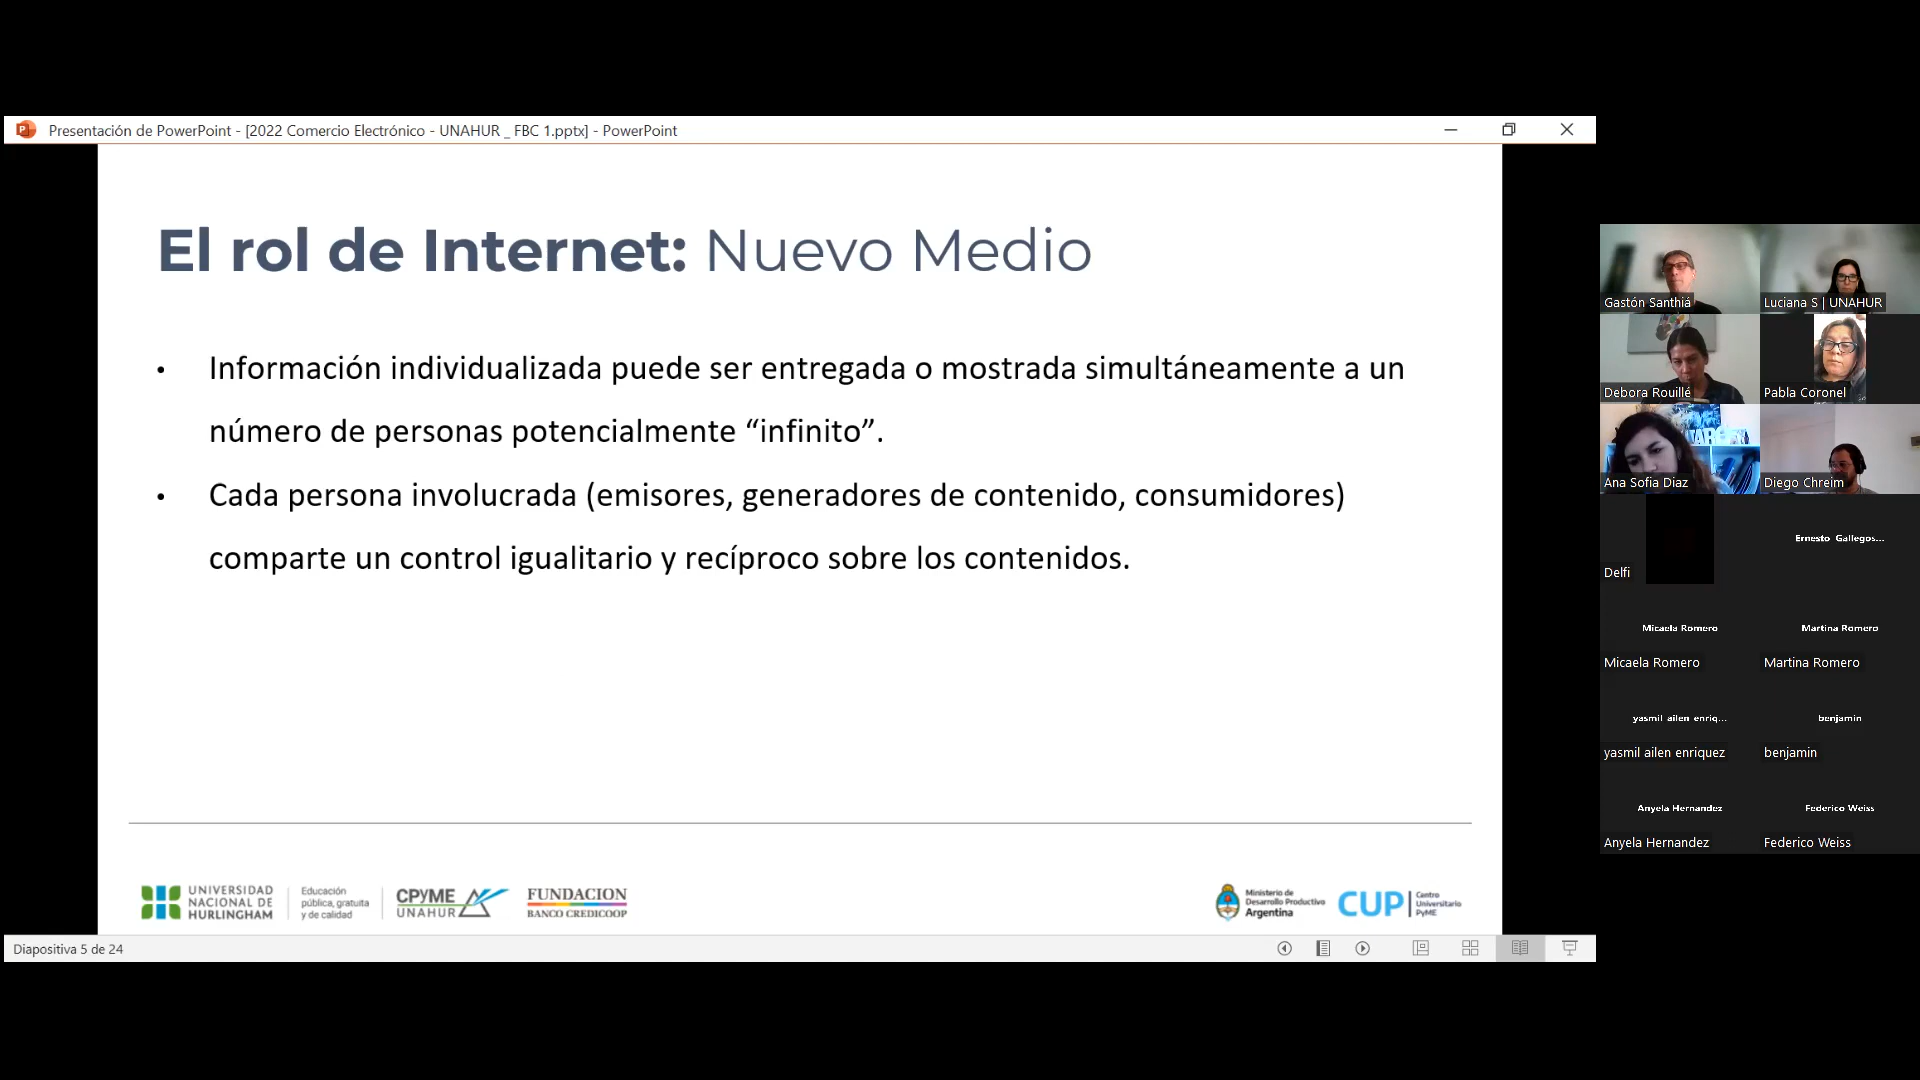 Presentación de PowerPoint - [2022 Comercio Electrónico - UNAHUR _ FBC 1.pptx] - PowerPoint
El rol de Internet: Nuevo Medio
• Información individualizada puede ser entregada o mostrada simultáneamente a un
número de personas potencialmente “infinito”.
• Cada persona involucrada (emisores, generadores de contenido, consumidores)
comparte un control igualitario y recíproco sobre los contenidos.
UNIVERSIDAD
NACIONAL DE
HURLINGHAM
Educación
pública, gratuita
y de calidad
CPYME
UNAHUR
FUNDACION
BANCO CREDICOOP
Ministerio de
Desarrollo Productivo
Argentina
CUP
Centro
Universitario
PyME
Diapositiva 5 de 24
Gastón Santhiá
Luciana S | UNAHUR
Debora Rouillé
Pabla Coronel
Ana Sofia Diaz
Diego Chreim
Delfi
Ernesto Gallegos...
Micaela Romero
Martina Romero
Micaela Romero
Martina Romero
yasmil ailen enriq...
benjamin
yasmil ailen enriquez
benjamin
Anyela Hernandez
Federico Weiss
Anyela Hernandez
Federico Weiss